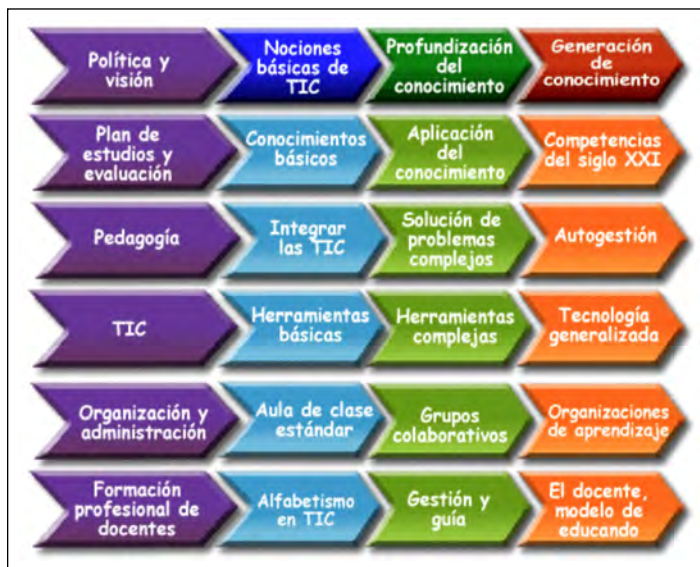 Política y
visión
Nociones
básicas de
TIC
Profundización
del
conocimiento
Generación
de
conocimiento
Plan de
estudios y
evaluación
Conocimientos
básicos
Aplicación
del
conocimiento
Competencias
del siglo XXI
Pedagogía
Integrar
las TIC
Solución de
problemas
complejos
Autogestión
TIC
Herramientas
básicas
Herramientas
complejas
Tecnología
generalizada
Organización y
administración
Aula de clase
estándar
Grupos
colaborativos
Organizaciones
de aprendizaje
Formación
profesional de
docentes
Alfabetismo
en TIC
Gestión y
guía
El docente,
modelo de
educando